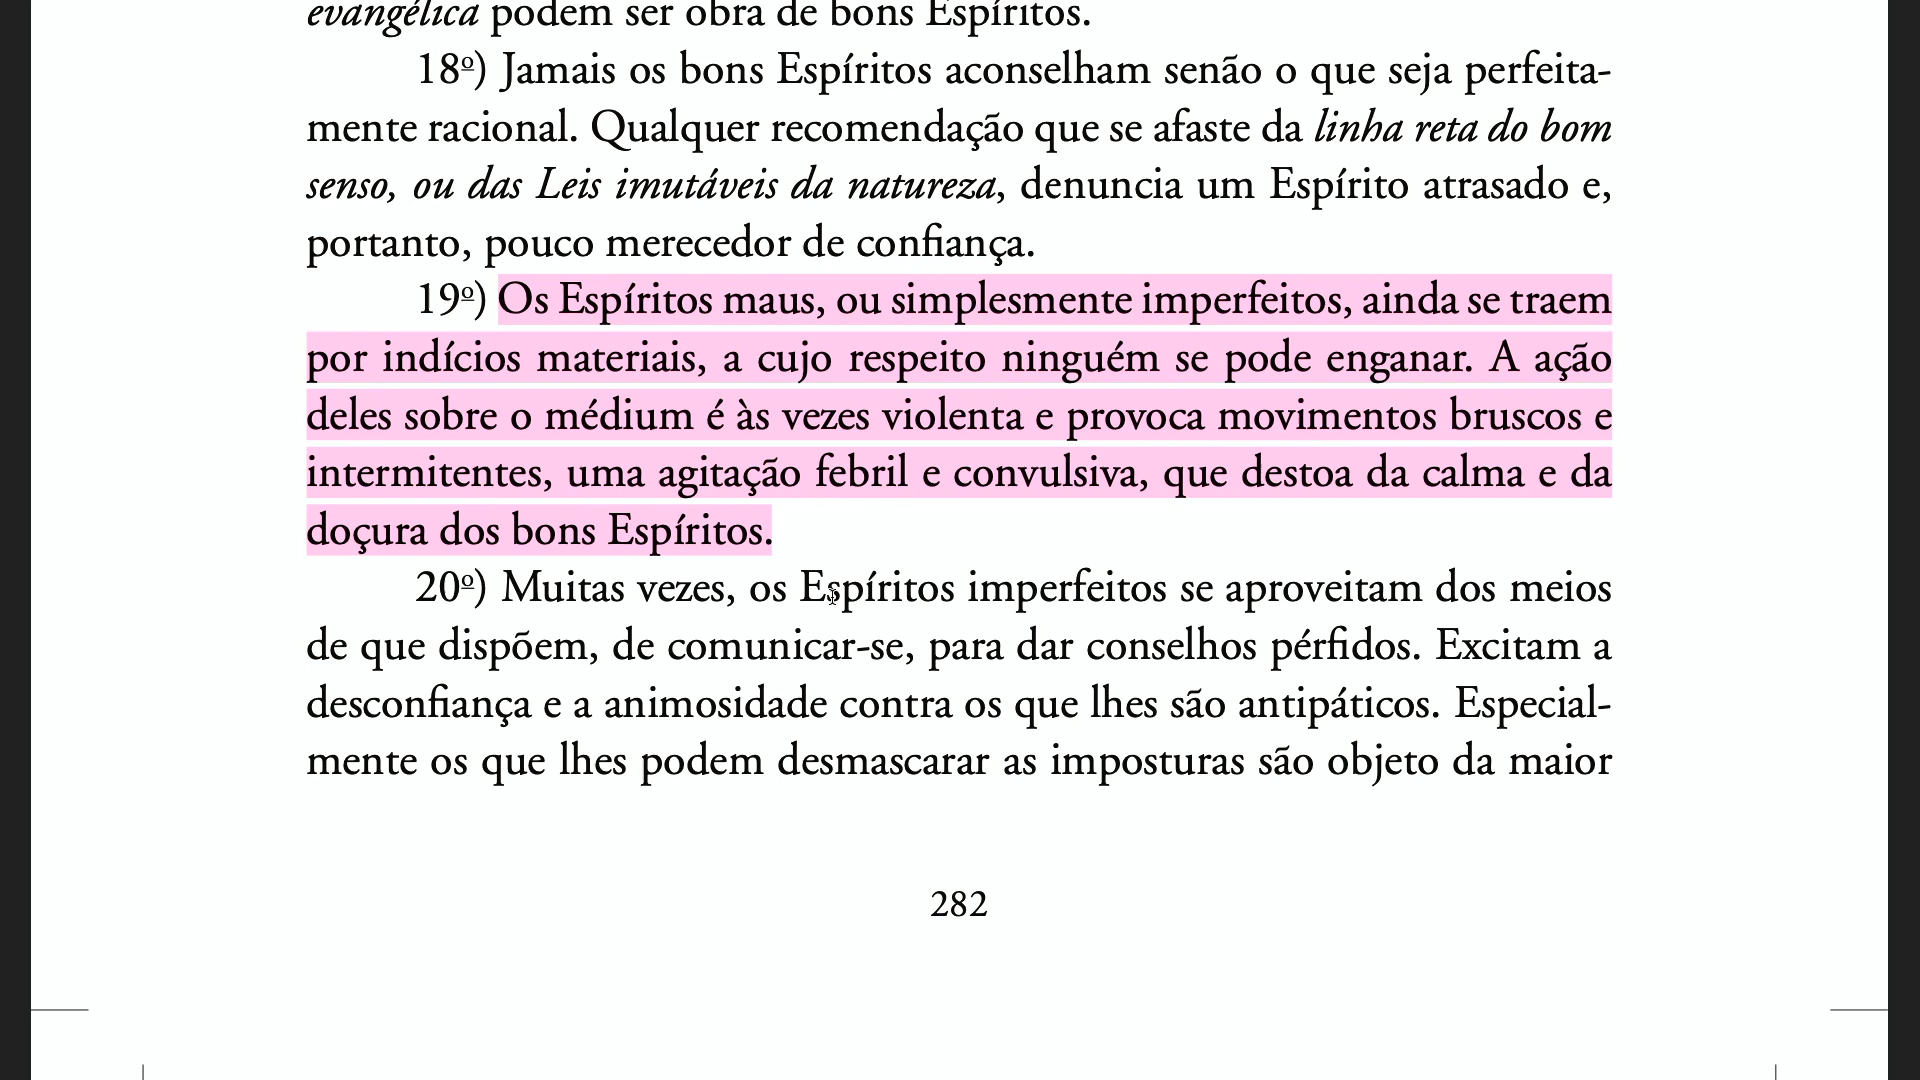 evangélica podem ser obra de bons Espíritos.
18º) Jamais os bons Espíritos aconselham senão o que seja perfeita-
mente racional. Qualquer recomendação que se afaste da linha reta do bom
senso, ou das Leis imutáveis da natureza, denuncia um Espírito atrasado e,
portanto, pouco merecedor de confiança.
19º) Os Espíritos maus, ou simplesmente imperfeitos, ainda se traem
por indícios materiais, a cujo respeito ninguém se pode enganar. A ação
deles sobre o médium é às vezes violenta e provoca movimentos bruscos e
intermitentes, uma agitação febril e convulsiva, que destoa da calma e da
doçura dos bons Espíritos.
20º) Muitas vezes, os Espíritos imperfeitos se aproveitam dos meios
de que dispõem, de comunicar-se, para dar conselhos pérfidos. Excitam a
desconfiança e a animosidade contra os que lhes são antipáticos. Especial-
mente os que lhes podem desmascarar as imposturas são objeto da maior
282